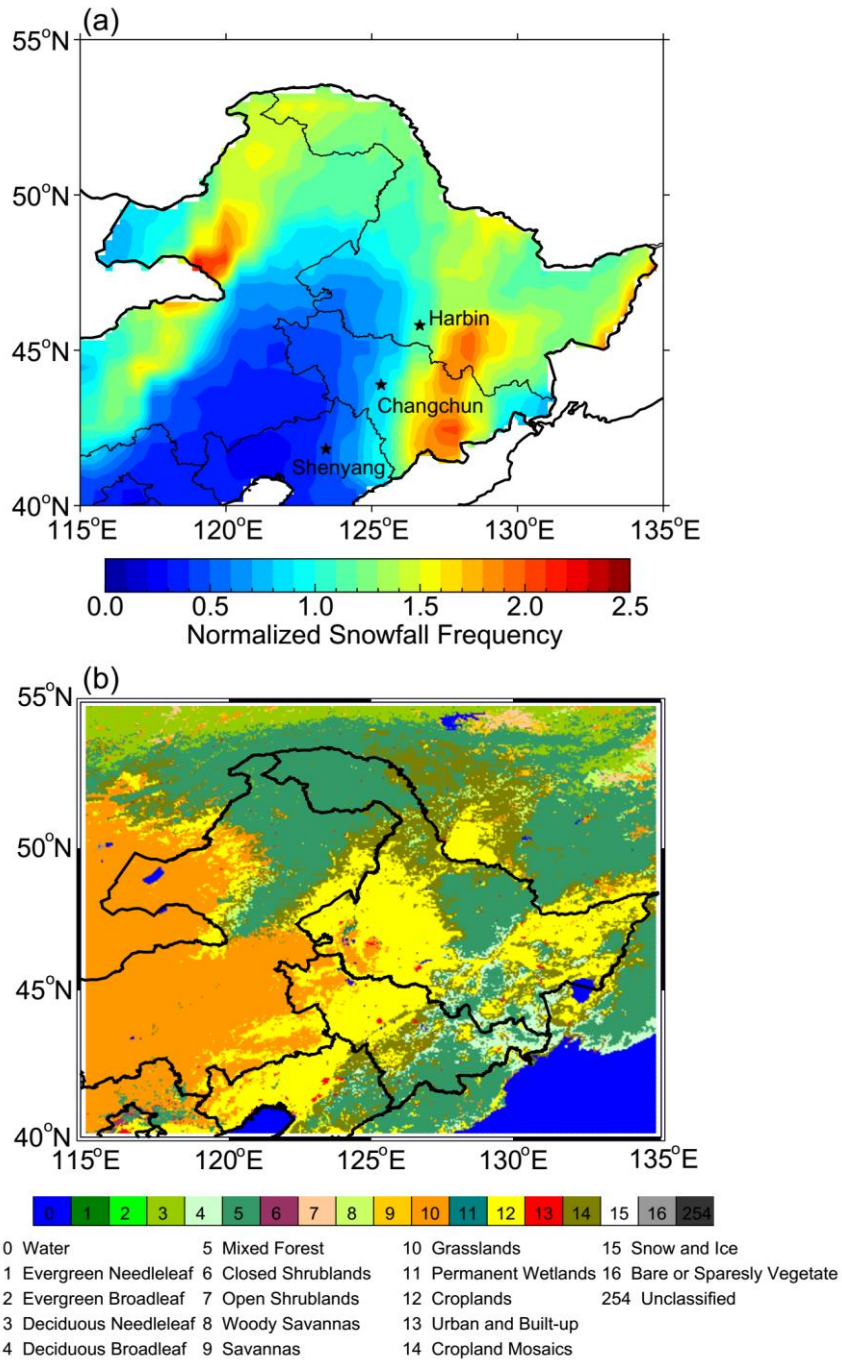 (a)
55°N
50°N
45°N
40°N
Harbin
Changchun
Shenyang
115°E 120°E 125°E 130°E 135°E
0.0 0.5 1.0 1.5 2.0 2.5
Normalized Snowfall Frequency
(b)
55°N
50°N
45°N
40°N
115°E 120°E 125°E 130°E 135°E
0 1 2 3 4 5 6 7 8 9 10 11 12 13 14 15 16 254
0 Water 5 Mixed Forest 10 Grasslands 15 Snow and Ice
1 Evergreen Needleleaf 6 Closed Shrublands 11 Permanent Wetlands 16 Bare or Sparesly Vegetate
2 Evergreen Broadleaf 7 Open Shrublands 12 Croplands 254 Unclassified
3 Deciduous Needleleaf 8 Woody Savannas 13 Urban and Built-up
4 Deciduous Broadleaf 9 Savannas 14 Cropland Mosaics